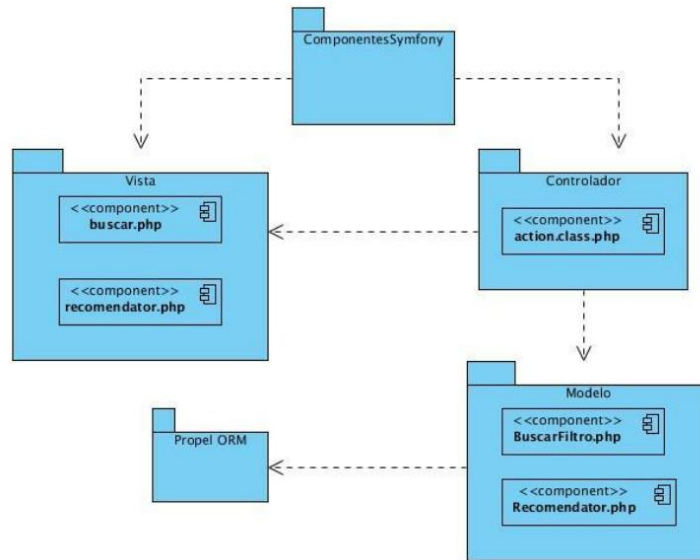 ComponentesSymfony
Vista
<<component>>
buscar.php
<<component>>
recomendator.php
Controlador
<<component>>
action.class.php
Modelo
<<component>>
BuscarFiltro.php
<<component>>
Recomendator.php
Propel ORM